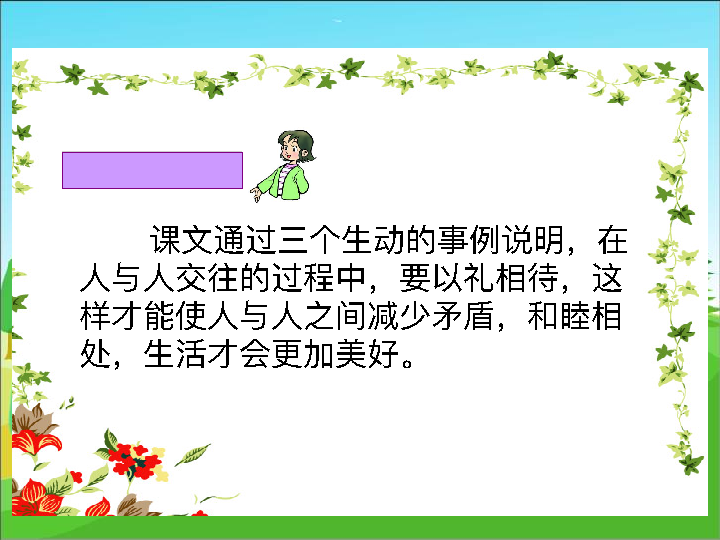 课文通过三个生动的事例说明，在
人与人交往的过程中，要以礼相待，这
样才能使人与人之间减少矛盾，和睦相
处，生活才会更加美好。